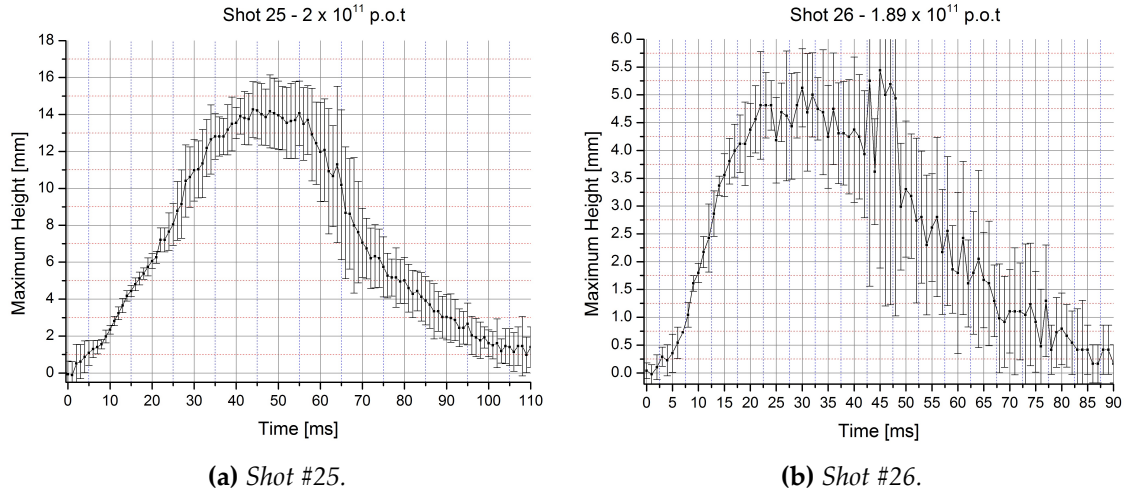 Shot 25 - 2 x 10¹¹ p.o.t
18
16
14
12
10
8
6
4
2
0
Maximum Height [mm]
0 10 20 30 40 50 60 70 80 90 100 110
Time [ms]
(a) Shot #25.
Shot 26 - 1.89 x 10¹¹ p.o.t
6.0
5.5
5.0
4.5
4.0
3.5
3.0
2.5
2.0
1.5
1.0
0.5
0.0
Maximum Height [mm]
0 5 10 15 20 25 30 35 40 45 50 55 60 65 70 75 80 85 90
Time [ms]
(b) Shot #26.